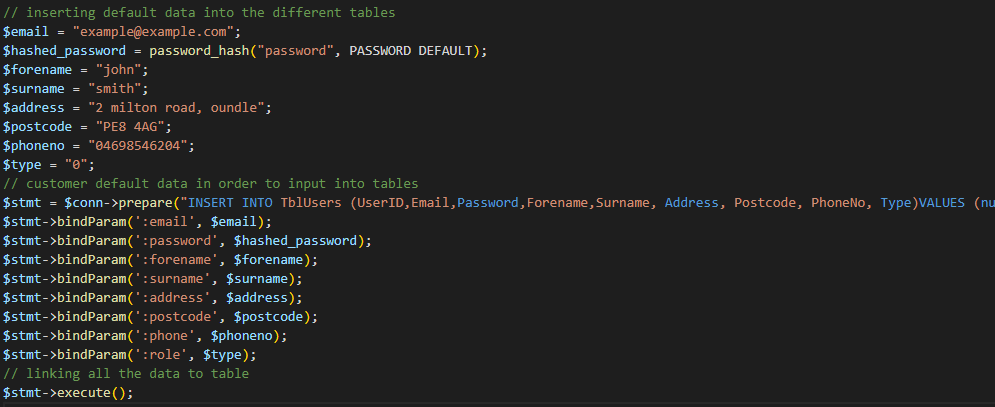 // inserting default data into the different tables
$email = "example@example.com";
$hashed_password = password_hash("password", PASSWORD DEFAULT);
$forename = "john";
$surname = "smith";
$address = "2 milton road, oundle";
$postcode = "PE8 4AG";
$phoneno = "04698546204";
$type = "0";
// customer default data in order to input into tables
$stmt = $conn->prepare("INSERT INTO TblUsers (UserID,Email,Password,Forename,Surname, Address, Postcode, PhoneNo, Type)VALUES (nu
$stmt->bindParam(':email', $email);
$stmt->bindParam(':password', $hashed_password);
$stmt->bindParam(':forename', $forename);
$stmt->bindParam(':surname', $surname);
$stmt->bindParam(':address', $address);
$stmt->bindParam(':postcode', $postcode);
$stmt->bindParam(':phone', $phoneno);
$stmt->bindParam(':role', $type);
// linking all the data to table
$stmt->execute();